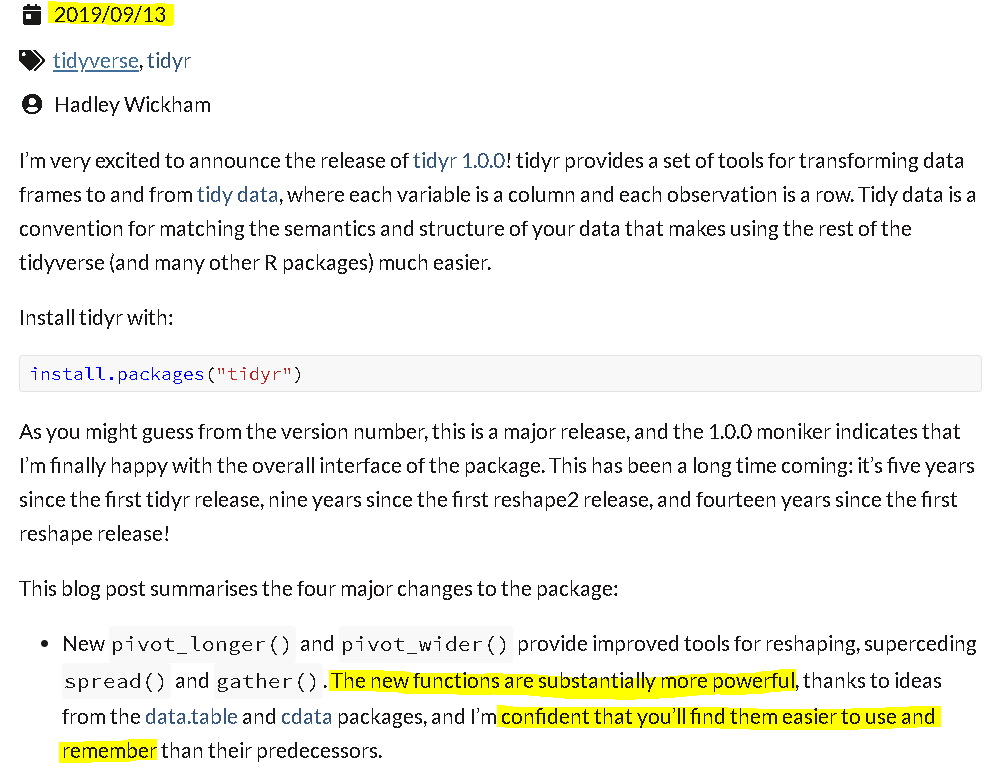 2019/09/13
tidyverse, tidyr
Hadley Wickham
I'm very excited to announce the release of tidyr 1.0.0! tidyr provides a set of tools for transforming data
frames to and from tidy data, where each variable is a column and each observation is a row. Tidy data is a
convention for matching the semantics and structure of your data that makes using the rest of the
tidyverse (and many other R packages) much easier.
Install tidyr with:
install.packages("tidyr")
As you might guess from the version number, this is a major release, and the 1.0.0 moniker indicates that
I'm finally happy with the overall interface of the package. This has been a long time coming: it's five years
since the first tidyr release, nine years since the first reshape2 release, and fourteen years since the first
reshape release!
This blog post summarises the four major changes to the package:
• New pivot_longer() and pivot_wider() provide improved tools for reshaping, superceding
spread() and gather(). The new functions are substantially more powerful, thanks to ideas
from the data.table and cdata packages, and I'm confident that you'll find them easier to use and
remember than their predecessors.